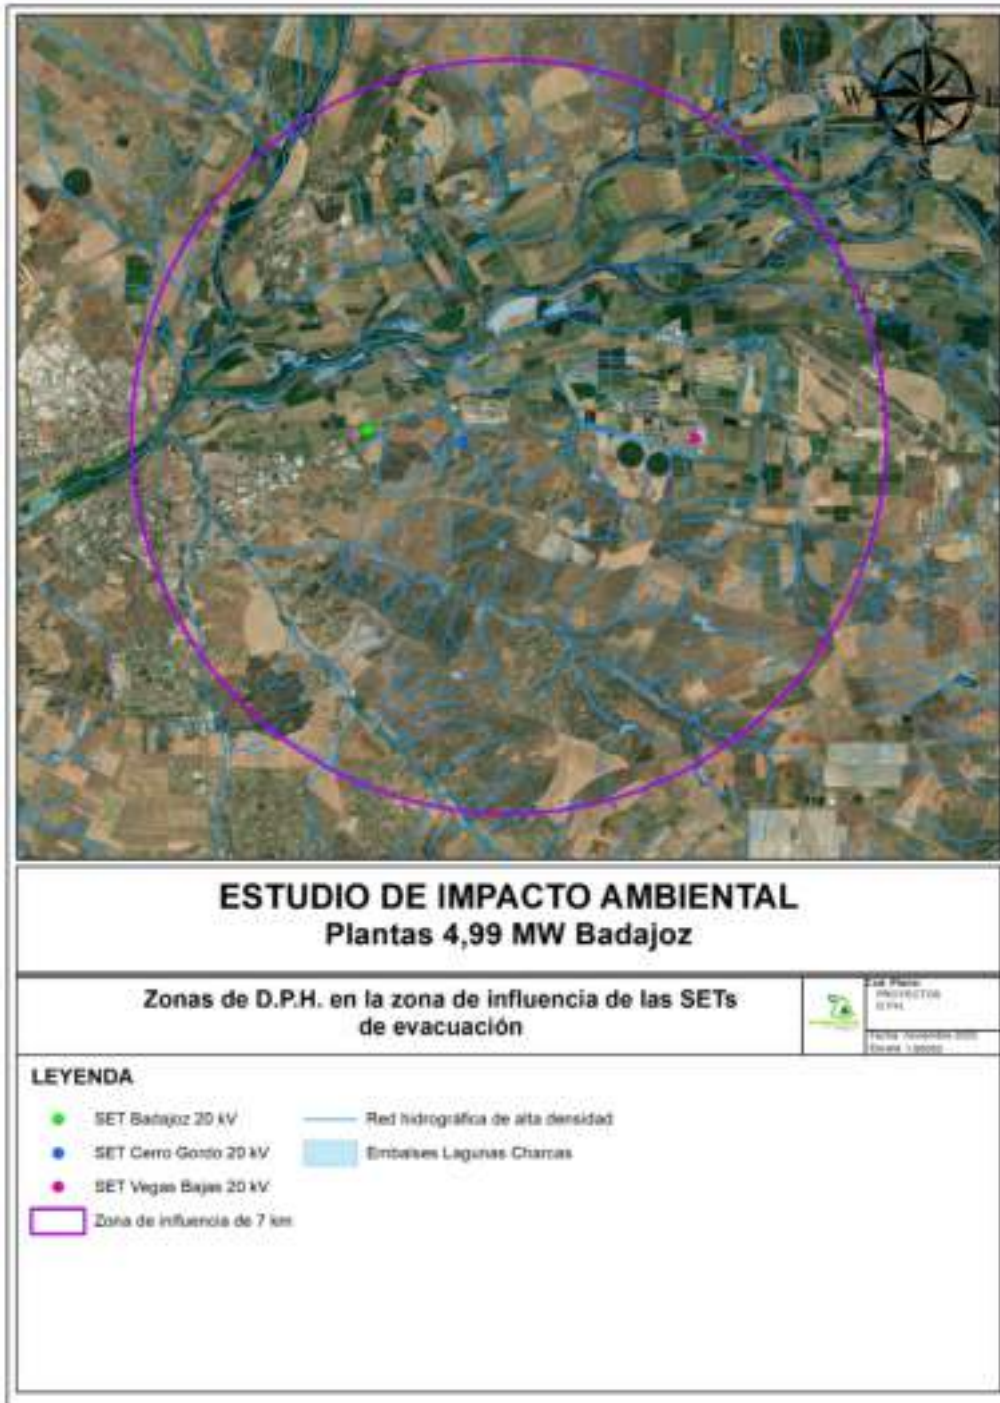 W
ESTUDIO DE IMPACTO AMBIENTAL
Plantas 4,99 MW Badajoz
Zonas de D.P.H. en la zona de influencia de las SETs
de evacuación
Plano
PROYECTOS
D.P.H.
LEYENDA
SET Badajoz 20 kV
Red hidrográfica de alta densidad
SET Cerro Gordo 20 kV
Embalses Lagunas Charcas
SET Vegas Bajas 20 kV
Zona de influencia de 7 km